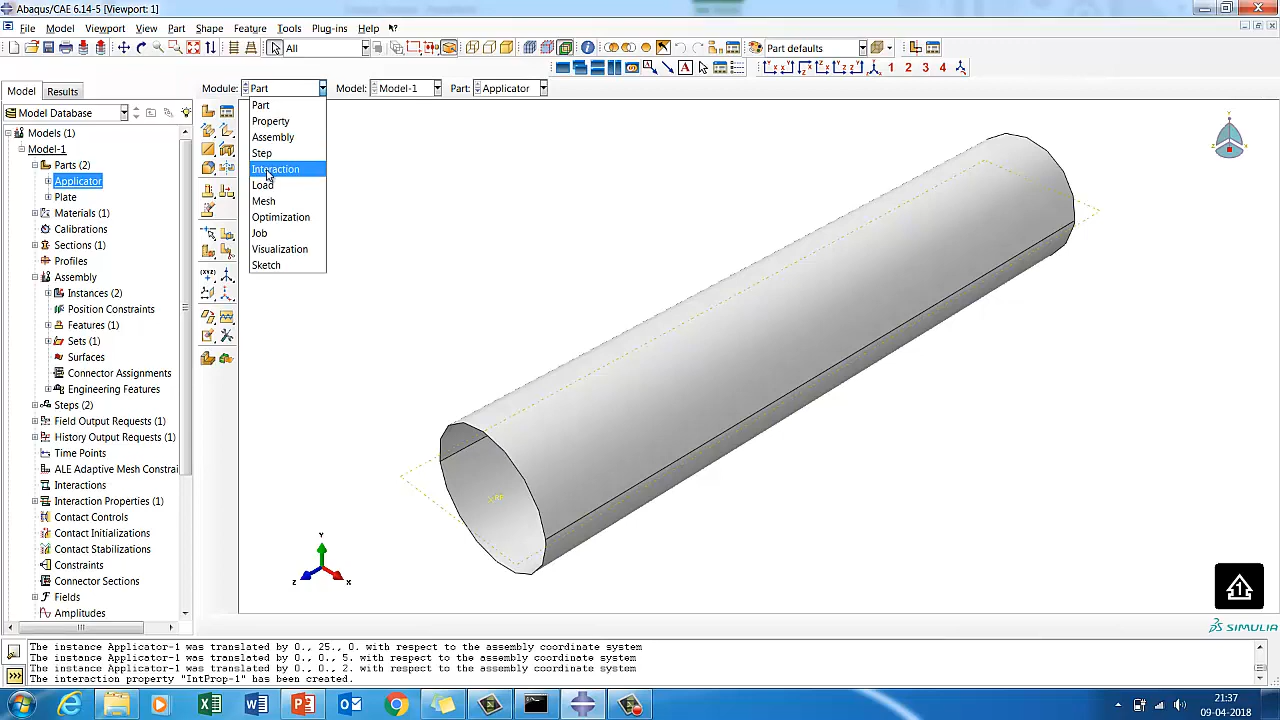 Abaqus/CAE 6.14-5 [Viewport: 1]
File Model Viewport View Part Shape Feature Tools Plug-ins Help
All
Part defaults
1 2 3 4
Model Results
Module: Part Model: Model-1 Part: Applicator
Model Database
Part
Property
Assembly
Step
Interaction
Load
Mesh
Optimization
Job
Visualization
Sketch
Models (1)
Model-1
Parts (2)
Applicator
Plate
Materials (1)
Calibrations
Sections (1)
Profiles
Assembly
Instances (2)
Position Constraints
Features (1)
Sets (1)
Surfaces
Connector Assignments
Engineering Features
Steps (2)
Field Output Requests (1)
History Output Requests (1)
Time Points
ALE Adaptive Mesh Constrai
Interactions
Interaction Properties (1)
Contact Controls
Contact Initializations
Contact Stabilizations
Constraints
Connector Sections
Fields
Amplitudes
(XYZ)
RP
Y
Z
X
Y
1
SIMULIA
The instance Applicator-1 was translated by 0., 25., 0. with respect to the assembly coordinate system
The instance Applicator-1 was translated by 0., 0., 5. with respect to the assembly coordinate system
The instance Applicator-1 was translated by 0., 0., 2. with respect to the assembly coordinate system
The interaction property "IntProp-1" has been created.
21:37
09-04-2018